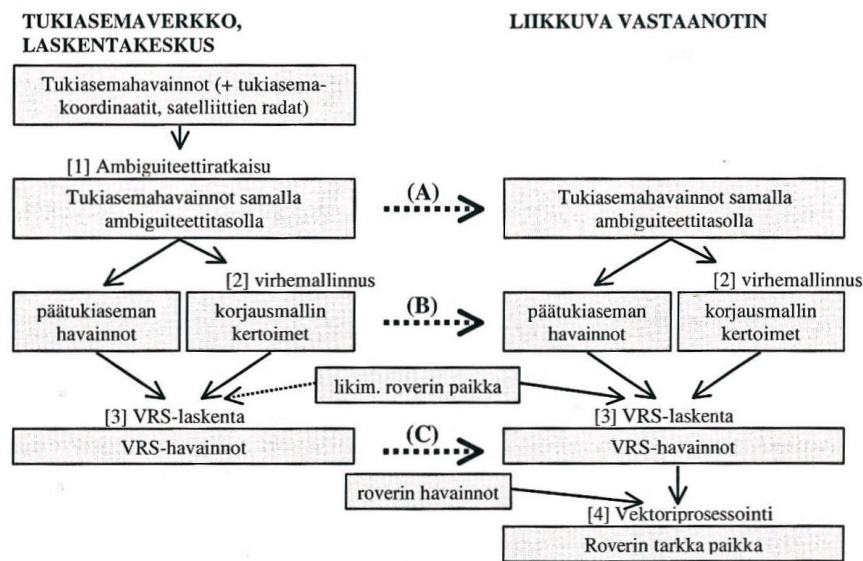 TUKIASEMAVERKKO,
LASKENTAKESKUS
LIIKKUVA VASTAANOTIN
Tukiasemahavainnot (+ tukiasema-
koordinaatit, satelliittien radat)
[1] Ambiguiteettiratkaisu
Tukiasemahavainnot samalla
ambiguiteettitasolla
(A)
Tukiasemahavainnot samalla
ambiguiteettitasolla
[2] virhemallinnus
[2] virhemallinnus
päätukiaseman
havainnot
korjausmallin
kertoimet
(B)
päätukiaseman
havainnot
korjausmallin
kertoimet
likim. roverin paikka
[3] VRS-laskenta
[3] VRS-laskenta
VRS-havainnot
(C)
VRS-havainnot
roverin havainnot
[4] Vektoriprosessointi
Roverin tarkka paikka